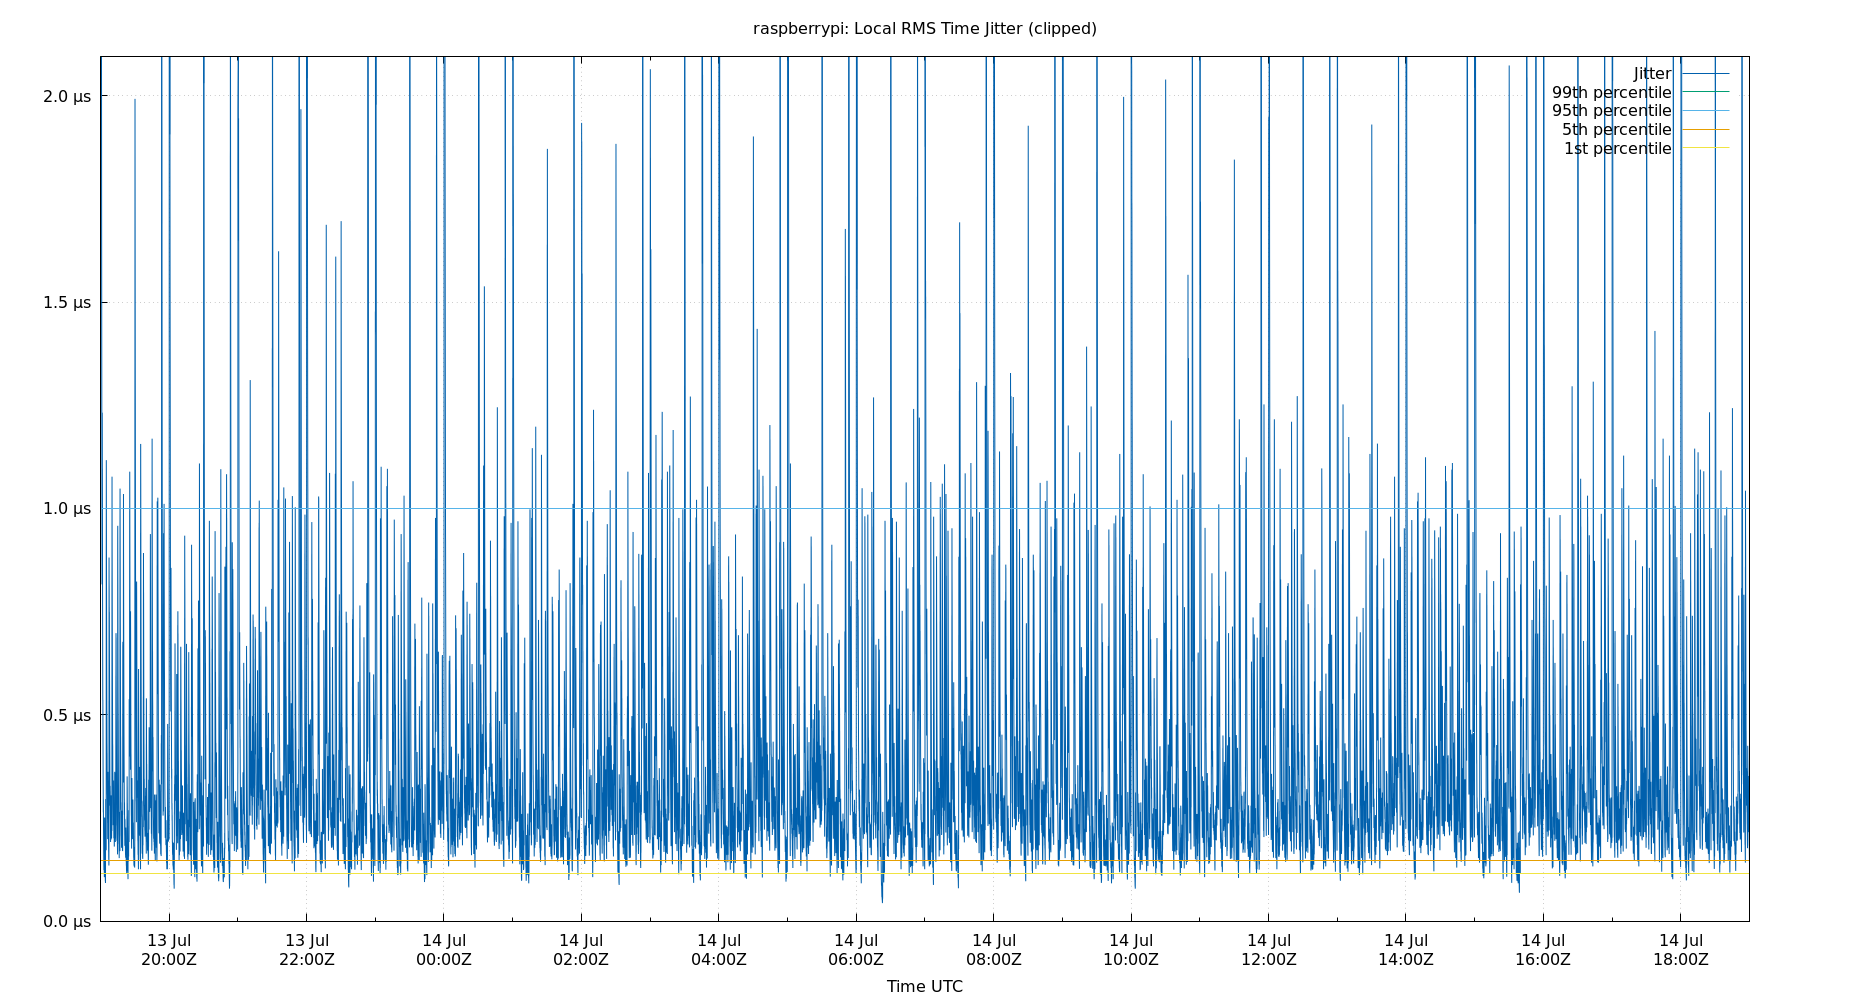 raspberrypi: Local RMS Time Jitter (clipped)
Jitter
99th percentile
95th percentile
5th percentile
1st percentile
2.0 μs
1.5 μs
1.0 μs
0.5 μs
0.0 μs
13 Jul 20:00Z
13 Jul 22:00Z
14 Jul 00:00Z
14 Jul 02:00Z
14 Jul 04:00Z
14 Jul 06:00Z
14 Jul 08:00Z
14 Jul 10:00Z
14 Jul 12:00Z
14 Jul 14:00Z
14 Jul 16:00Z
14 Jul 18:00Z
Time UTC